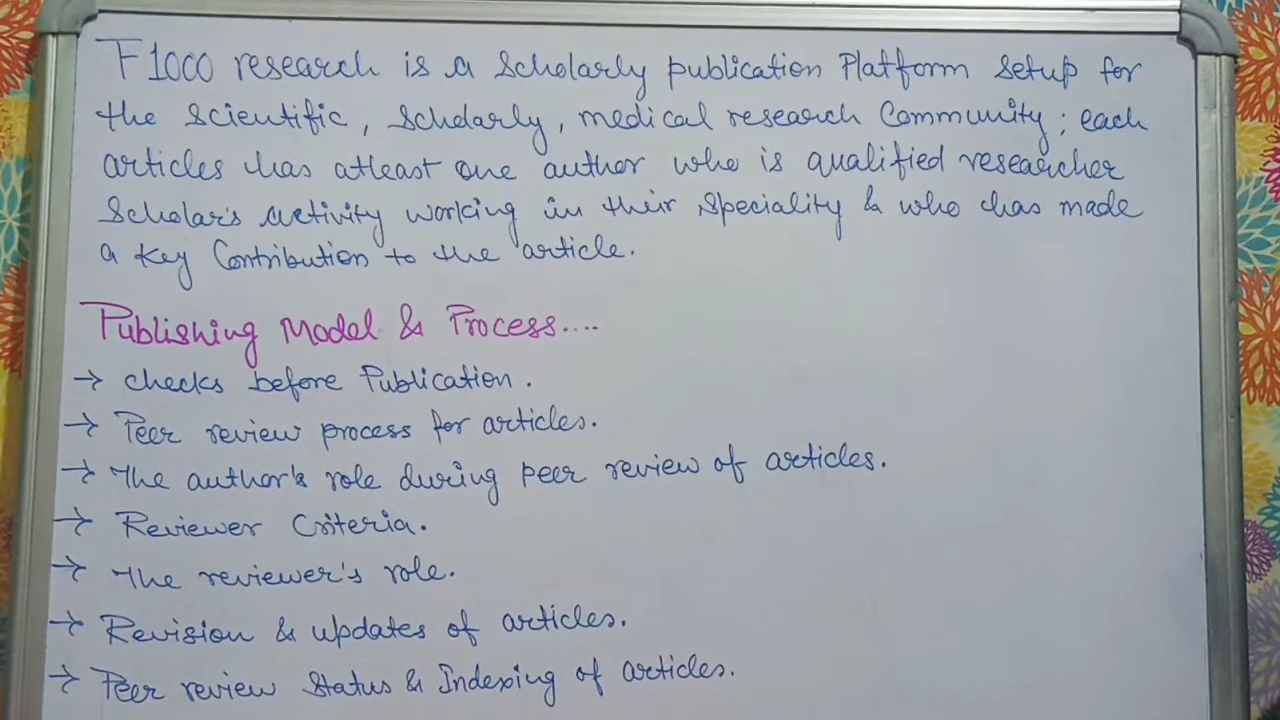 F1000 research is a Scholarly publication Platform setup for
the scientific, Scholarly, medical research Community; each
articles has atleast one author who is qualified researcher
Scholar's activity working in their speciality & who has made
a key Contribution to the article.
Publishing Model & Process....
→ checks before Publication.
→ Peer review process for articles.
→ The author's role during peer review of articles.
→ Reviewer Criteria.
→ The reviewer's role.
→ Revision & updates of articles.
→ Peer review Status & Indexing of articles.